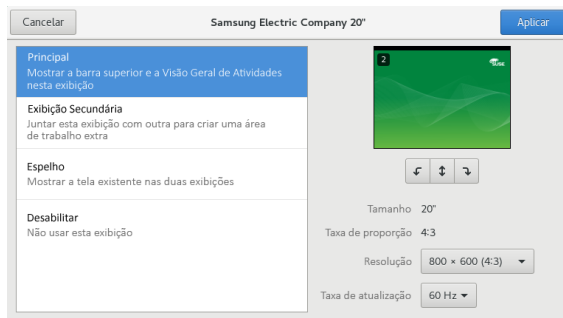 Cancelar
Samsung Electric Company 20"
Aplicar
Principal
Mostrar a barra superior e a Visão Geral de Atividades
nesta exibição
Exibição Secundária
Juntar esta exibição com outra para criar uma área
de trabalho extra
Espelho
Mostrar a tela existente nas duas exibições
Desabilitar
Não usar esta exibição
2
SUSE
Tamanho 20"
Taxa de proporção 4:3
Resolução 800 × 600 (4:3)
Taxa de atualização 60 Hz